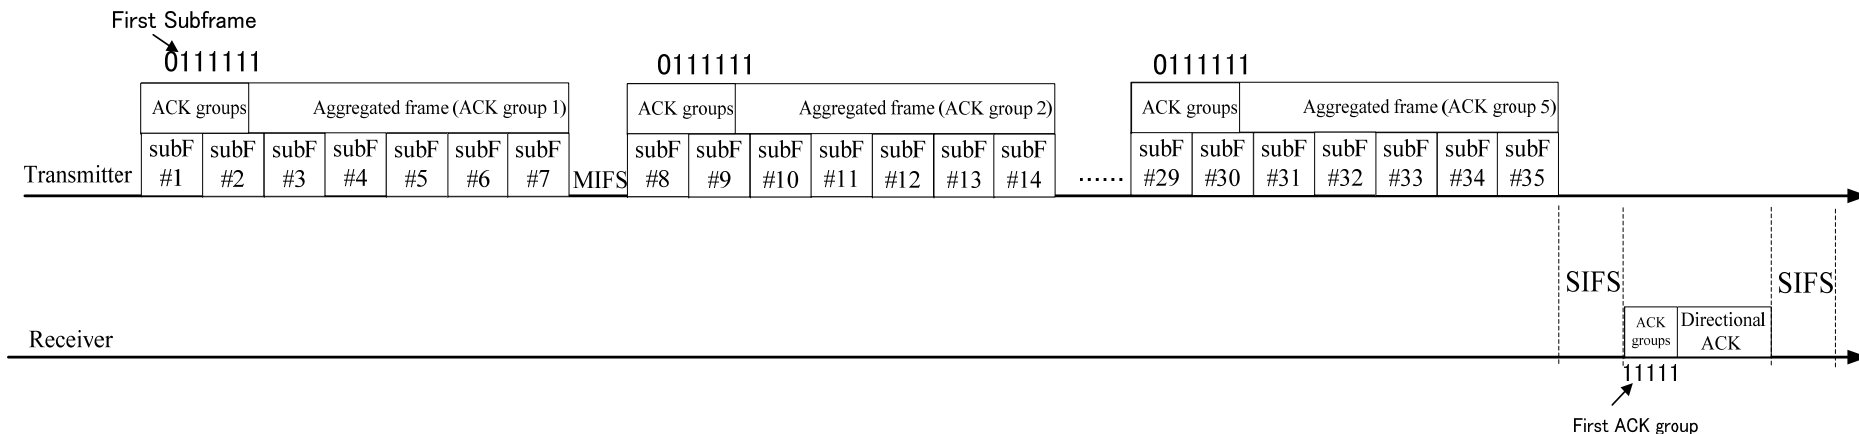 First Subframe
0111111
0111111
0111111
ACK groups
Aggregated frame (ACK group 1)
ACK groups
Aggregated frame (ACK group 2)
ACK groups
Aggregated frame (ACK group 5)
Transmitter
subF #1
subF #2
subF #3
subF #4
subF #5
subF #6
subF #7
MIFS
subF #8
subF #9
subF #10
subF #11
subF #12
subF #13
subF #14
......
subF #29
subF #30
subF #31
subF #32
subF #33
subF #34
subF #35
SIFS
SIFS
Receiver
ACK groups
Directional ACK
11111
First ACK group